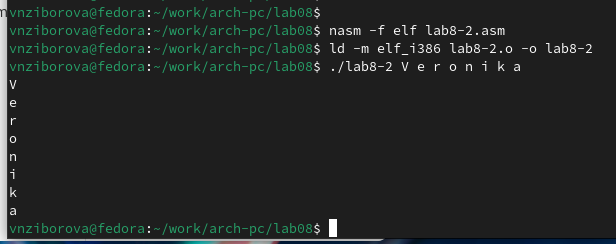 vnziborova@fedora:~/work/arch-pc/lab08$
vnziborova@fedora:~/work/arch-pc/lab08$ nasm -f elf lab8-2.asm
vnziborova@fedora:~/work/arch-pc/lab08$ ld -m elf_i386 lab8-2.o -o lab8-2
vnziborova@fedora:~/work/arch-pc/lab08$ ./lab8-2 V e r o n i k a
V
e
r
o
n
i
k
a
vnziborova@fedora:~/work/arch-pc/lab08$